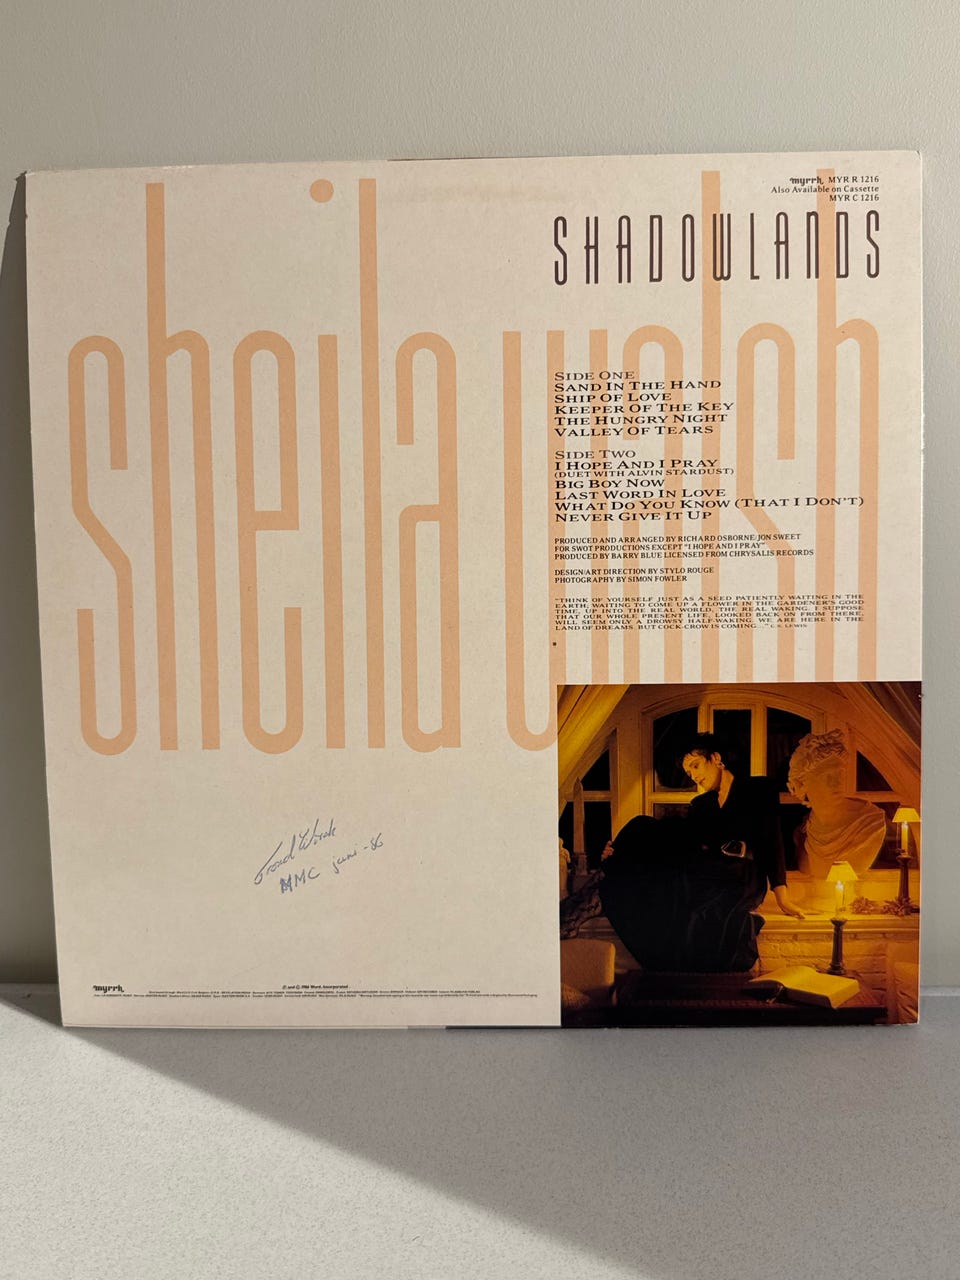 myrrh MYR R 1216
Also Available on Cassette
MYR C 1216
SHADOWLANDS
sheila walsh
SIDE ONE
SAND IN THE HAND
SHIP OF LOVE
KEEPER OF THE KEY
THE HUNGRY NIGHT
VALLEY OF TEARS
SIDE TWO
I HOPE AND I PRAY
(DUET WITH ALVIN STARDUST)
BIG BOY NOW
LAST WORD IN LOVE
WHAT DO YOU KNOW (THAT I DON'T)
NEVER GIVE IT UP
PRODUCED AND ARRANGED BY RICHARD OSBORNE/JON SWEET
FOR SWOT PRODUCTIONS EXCEPT "I HOPE AND I PRAY"
PRODUCED BY BARRY BLUE LICENSED FROM CHRYSALIS RECORDS
DESIGN/ART DIRECTION BY STYLO ROUGE
PHOTOGRAPHY BY SIMON FOWLER
"THINK OF YOURSELF JUST AS A SEED PATIENTLY WAITING IN THE
EARTH; WAITING TO COME UP A FLOWER IN THE GARDENER'S GOOD
TIME, UP INTO THE REAL WORLD, THE REAL WAKING. I SUPPOSE
THAT OUR WHOLE PRESENT LIFE, LOOKED BACK ON FROM THERE,
WILL SEEM ONLY A DROWSY HALF-WAKING. WE ARE HERE IN THE
LAND OF DREAMS. BUT COCK-CROW IS COMING..." C. S. LEWIS
MMC juni -86
myrrh
℗ and © 1986 Word, Incorporated